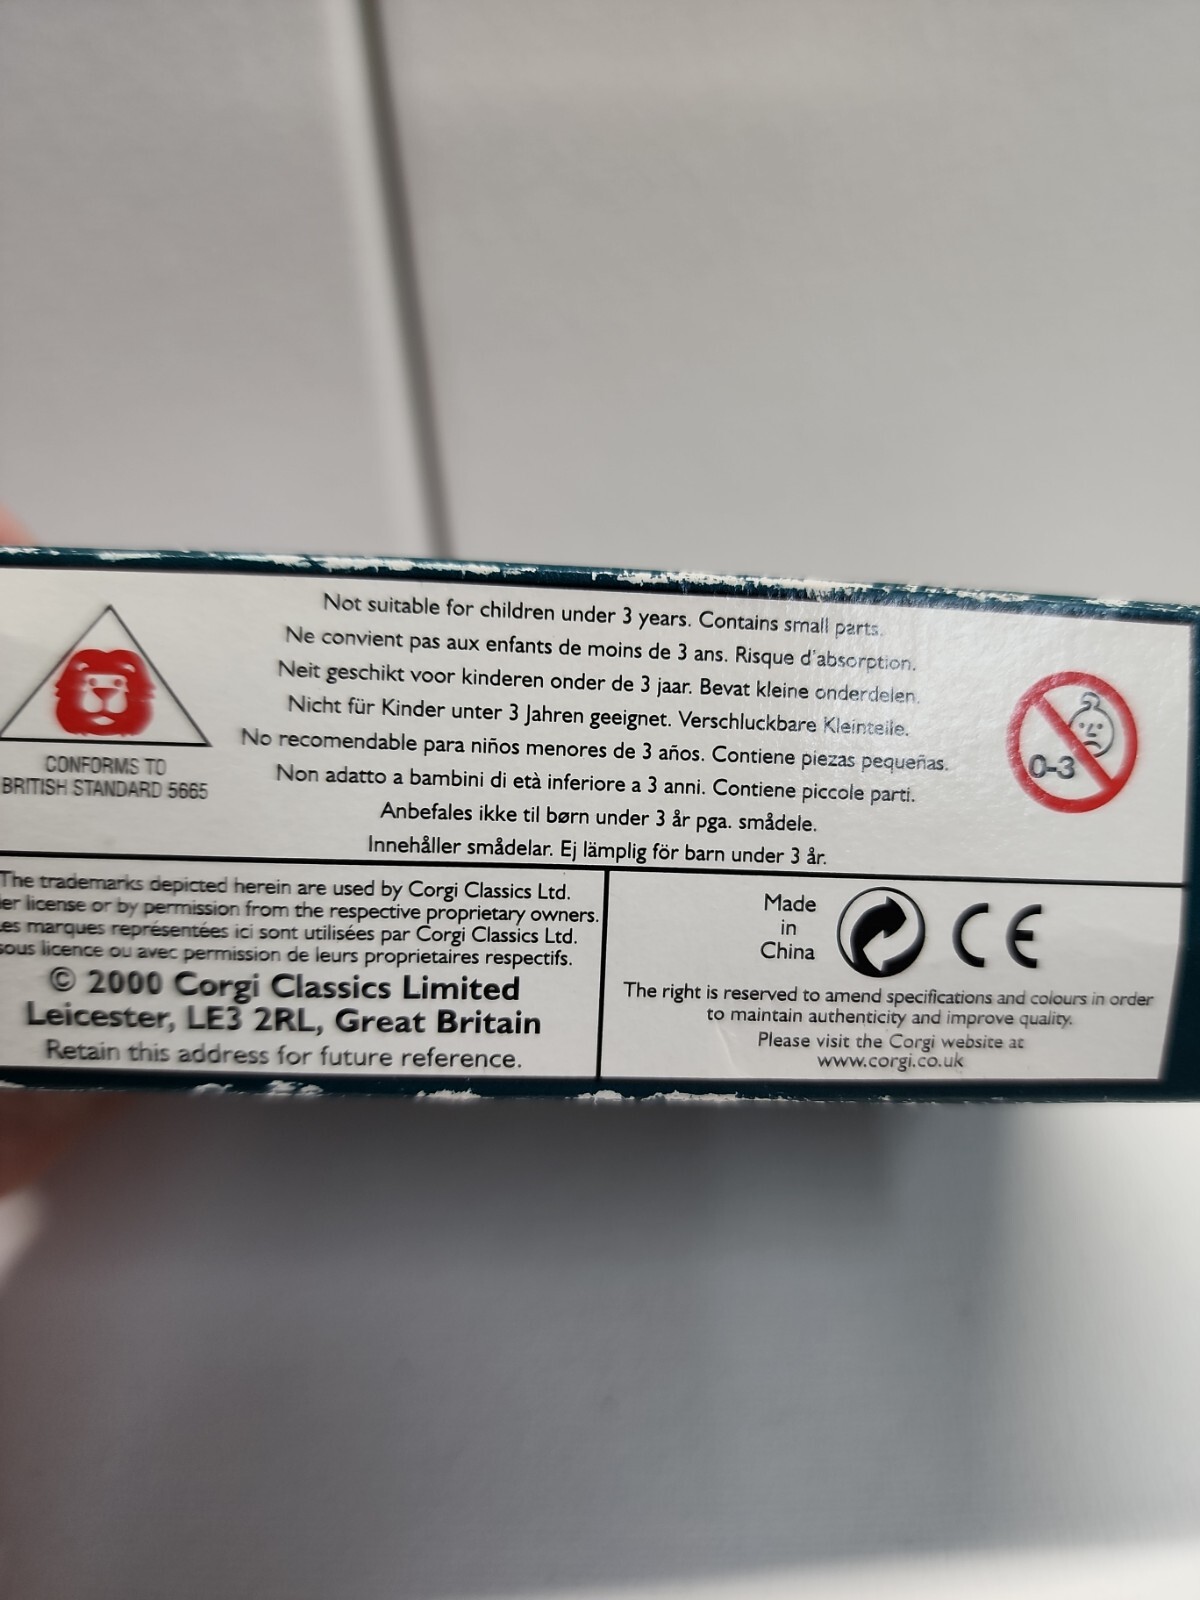 Not suitable for children under 3 years. Contains small parts.
Ne convient pas aux enfants de moins de 3 ans. Risque d'absorption.
Neit geschikt voor kinderen onder de 3 jaar. Bevat kleine onderdelen.
Nicht für Kinder unter 3 Jahren geeignet. Verschluckbare Kleinteile.
No recomendable para niños menores de 3 años. Contiene piezas pequeñas.
Non adatto a bambini di età inferiore a 3 anni. Contiene piccole parti.
Anbefales ikke til børn under 3 år pga. smådele.
Innehåller smådelar. Ej lämplig för barn under 3 år.
CONFORMS TO
BRITISH STANDARD 5665
0-3
The trademarks depicted herein are used by Corgi Classics Ltd.
er license or by permission from the respective proprietary owners.
es marques représentées ici sont utilisées par Corgi Classics Ltd.
sous licence ou avec permission de leurs proprietaires respectifs.
© 2000 Corgi Classics Limited
Leicester, LE3 2RL, Great Britain
Retain this address for future reference.
Made
in
China
CE
The right is reserved to amend specifications and colours in order
to maintain authenticity and improve quality.
Please visit the Corgi website at
www.corgi.co.uk